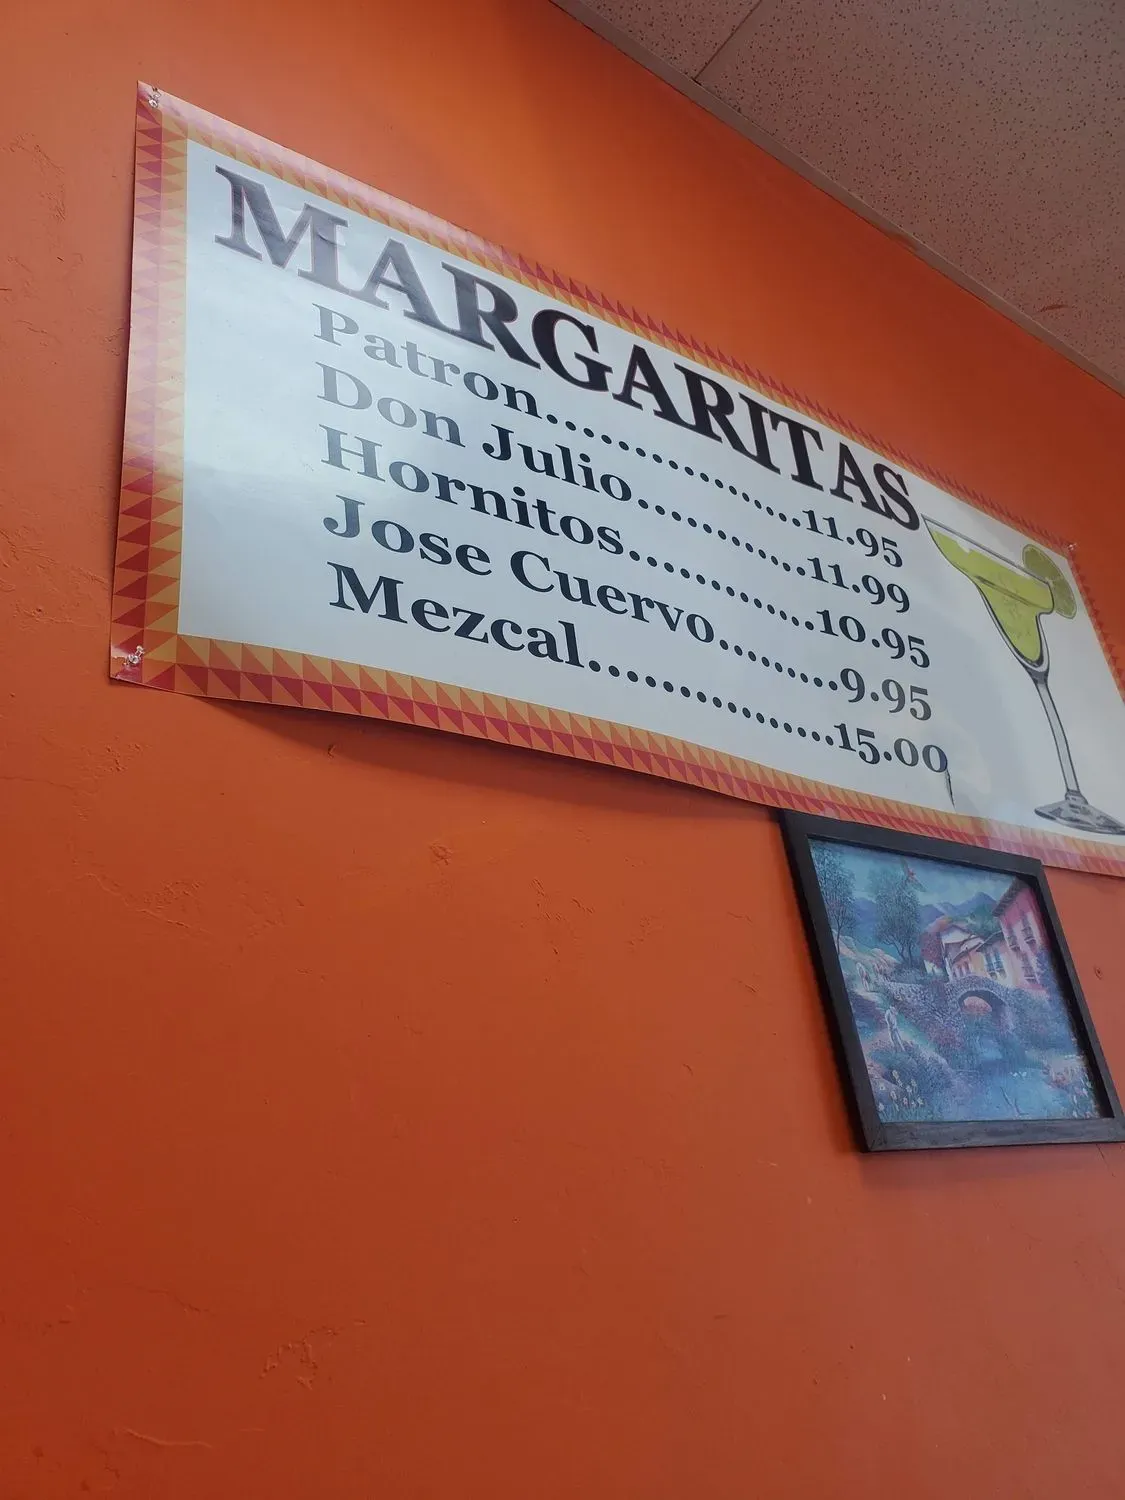 MARGARITAS
Patron..................11.95
Don Julio............11.99
Hornitos.............10.95
Jose Cuervo.........9.95
Mezcal.................15.00